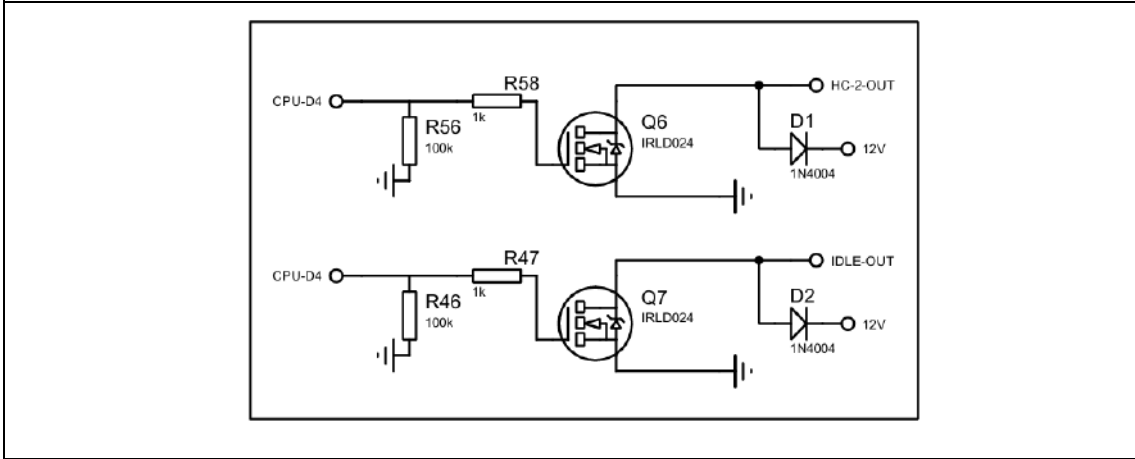 R58
CPU-D4
1k
R56
100k
Q6
IRLD024
HC-2-OUT
D1
12V
1N4004
R47
CPU-D4
1k
R46
100k
Q7
IRLD024
IDLE-OUT
D2
12V
1N4004